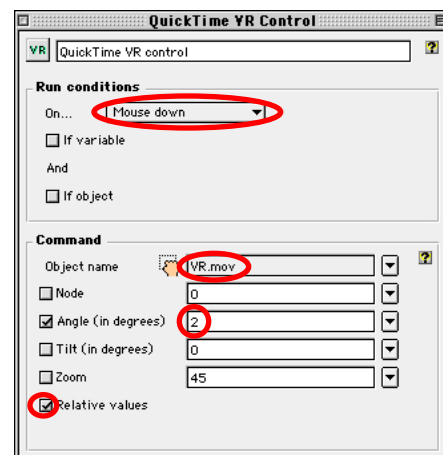 QuickTime VR Control
VR QuickTime VR control ?
Run conditions
On... Mouse down
If variable
And
If object
Command
Object name VR.mov ?
Node 0
Angle (in degrees) 2
Tilt (in degrees) 0
Zoom 45
Relative values